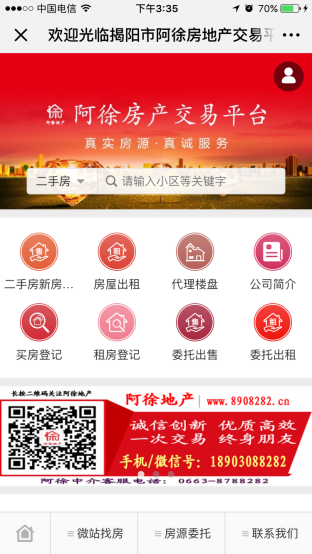 中国电信 下午3:35 70%
欢迎光临揭阳市阿徐房地产交易平
阿徐地产
阿徐房产交易平台
真实房源·真诚服务
二手房 请输入小区等关键字
售 租
二手房新房... 房屋出租 代理楼盘 公司简介
售 租
买房登记 租房登记 委托出售 委托出租
长按二维码关注阿徐地产
阿徐地产 www.8908282.cn
诚信创新 优质高效
一次交易 终身朋友
手机/微信号：18903088282
阿徐中介客服电话：0663-8788282
微站找房 房源委托 联系我们